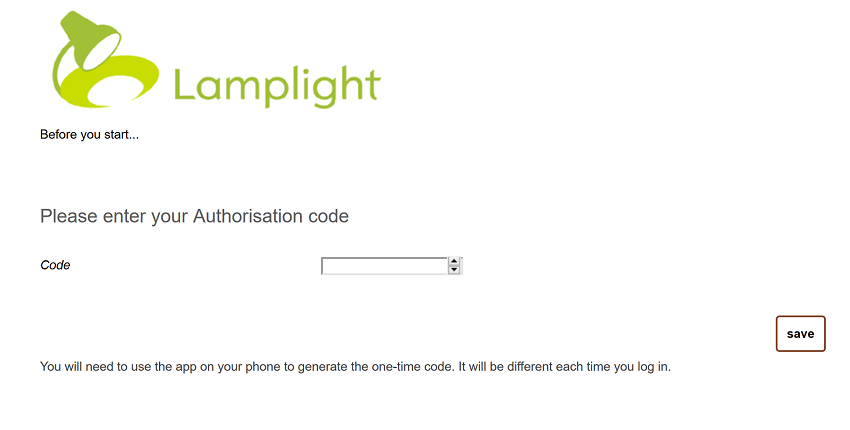 Lamplight
Before you start...
Please enter your Authorisation code
Code
save
You will need to use the app on your phone to generate the one-time code. It will be different each time you log in.